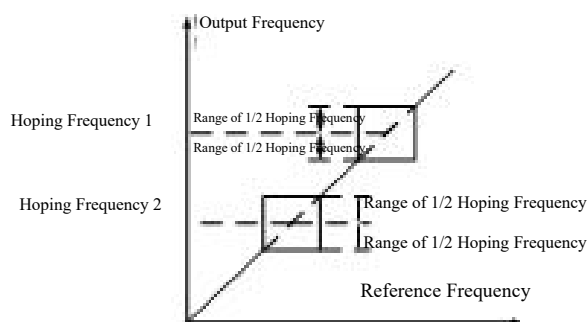 Output Frequency
Hoping Frequency 1
Range of 1/2 Hoping Frequency
Range of 1/2 Hoping Frequency
Hoping Frequency 2
Range of 1/2 Hoping Frequency
Range of 1/2 Hoping Frequency
Reference Frequency